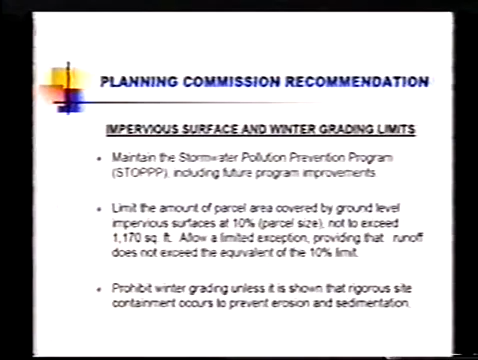 PLANNING COMMISSION RECOMMENDATION
IMPERVIOUS SURFACE AND WINTER GRADING LIMITS
• Maintain the Stormwater Pollution Prevention Program
(STOPPP), including future program improvements.
• Limit the amount of parcel area covered by ground level
impervious surfaces at 10% (parcel size), not to exceed
1,170 sq. ft. Allow a limited exception, providing that runoff
does not exceed the equivalent of the 10% limit.
• Prohibit winter grading unless it is shown that rigorous site
containment occurs to prevent erosion and sedimentation.